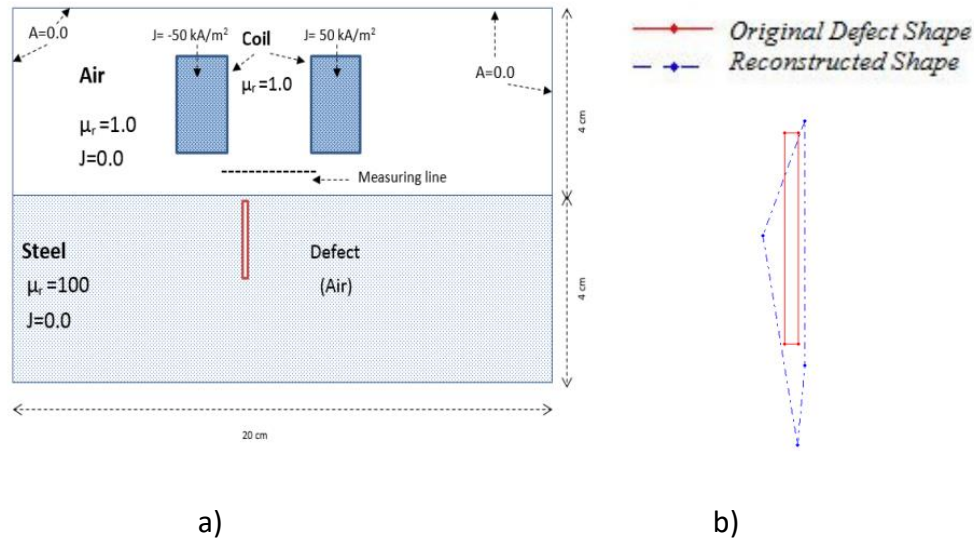 A=0.0
J= -50 kA/m²
Coil
J= 50 kA/m²
μr=1.0
A=0.0
Air
μr=1.0
J=0.0
4 cm
Measuring line
Steel
μr =100
J=0.0
Defect
(Air)
4 cm
20 cm
a)
Original Defect Shape
Reconstructed Shape
b)